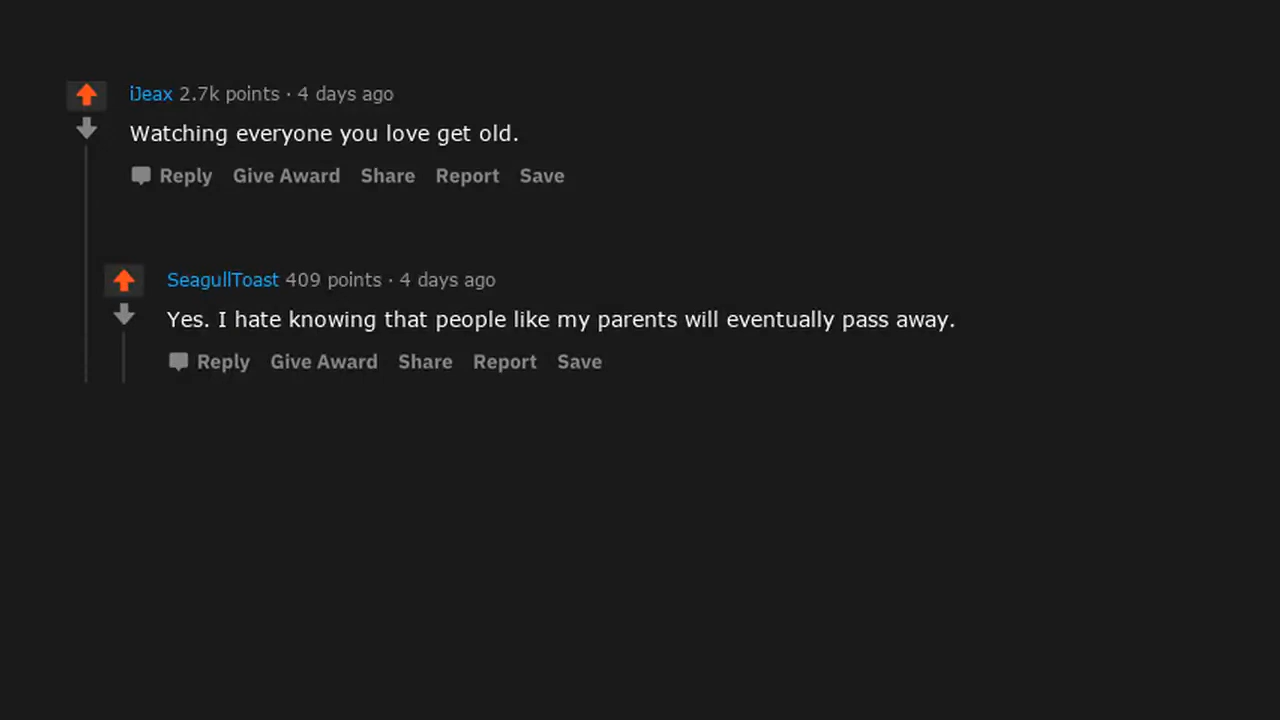 iJeax 2.7k points · 4 days ago
Watching everyone you love get old.
Reply Give Award Share Report Save
SeagullToast 409 points · 4 days ago
Yes. I hate knowing that people like my parents will eventually pass away.
Reply Give Award Share Report Save